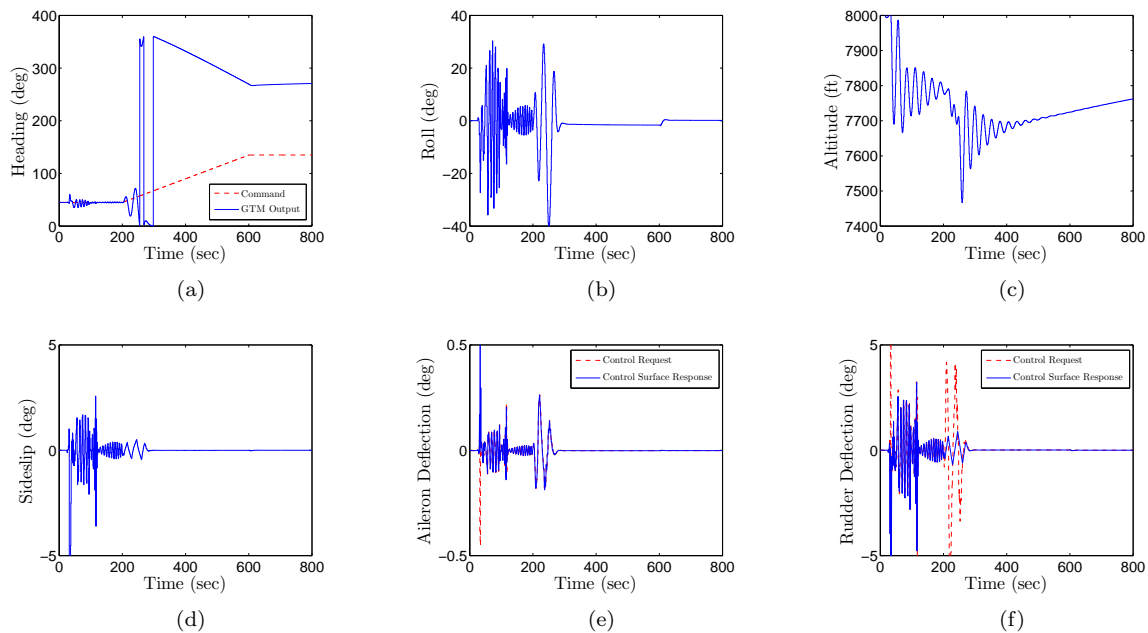 400
300
200
100
0
Heading (deg)
Command
GTM Output
0 200 400 600 800
Time (sec)
(a)
40
20
0
−20
−40
Roll (deg)
0 200 400 600 800
Time (sec)
(b)
8000
7900
7800
7700
7600
7500
7400
Altitude (ft)
0 200 400 600 800
Time (sec)
(c)
5
0
−5
Sideslip (deg)
0 200 400 600 800
Time (sec)
(d)
0.5
0
−0.5
Aileron Deflection (deg)
Control Request
Control Surface Response
0 200 400 600 800
Time (sec)
(e)
5
0
−5
Rudder Deflection (deg)
Control Request
Control Surface Response
0 200 400 600 800
Time (sec)
(f)